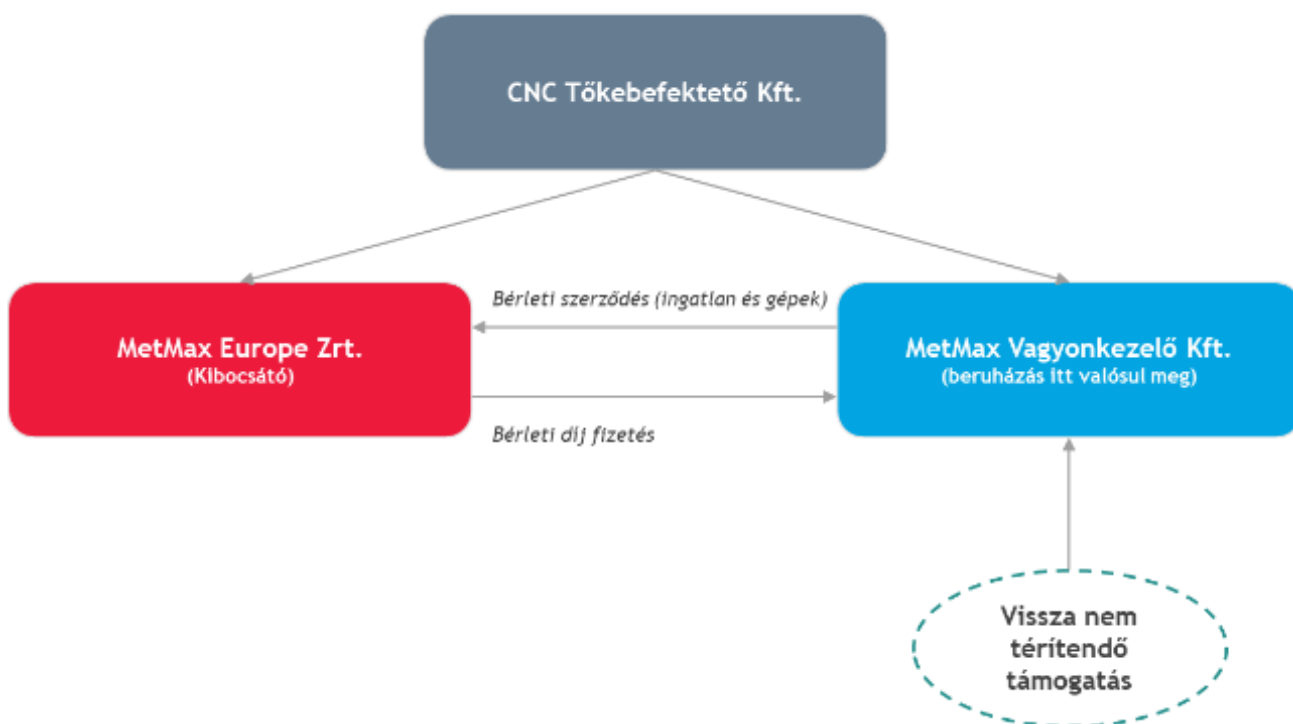 CNC Tőkebefektető Kft.
MetMax Europe Zrt.
(Kibocsátó)
Bérleti szerződés (ingatlan és gépek)
Bérleti díj fizetés
MetMax Vagyonkezelő Kft.
(beruházás itt valósul meg)
Vissza nem
térítendő
támogatás